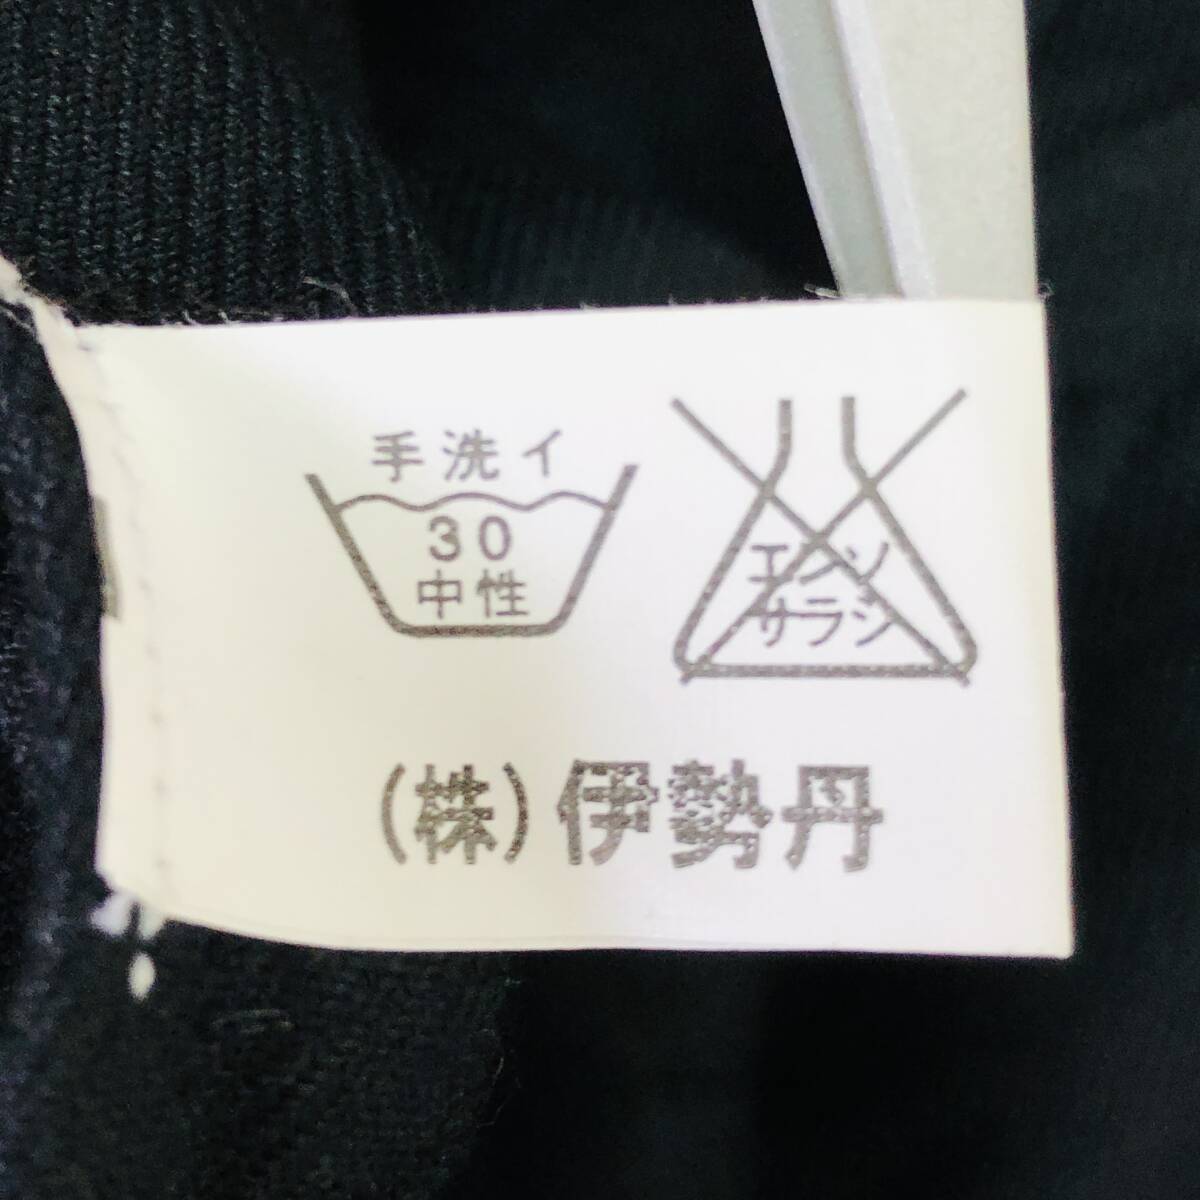 手洗イ
30
中性
エンソ
サラシ
(株)伊勢丹